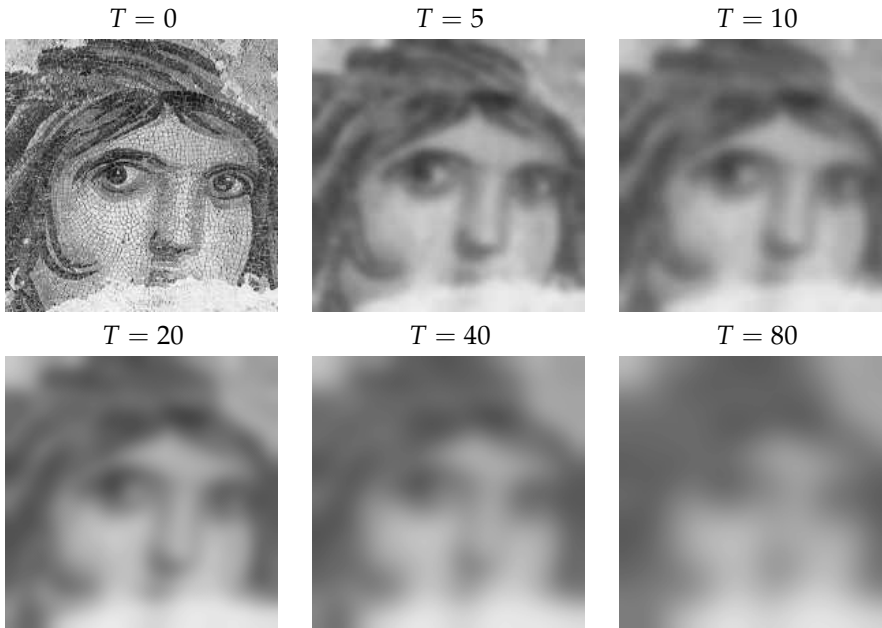 T = 0
T = 5
T = 10
T = 20
T = 40
T = 80